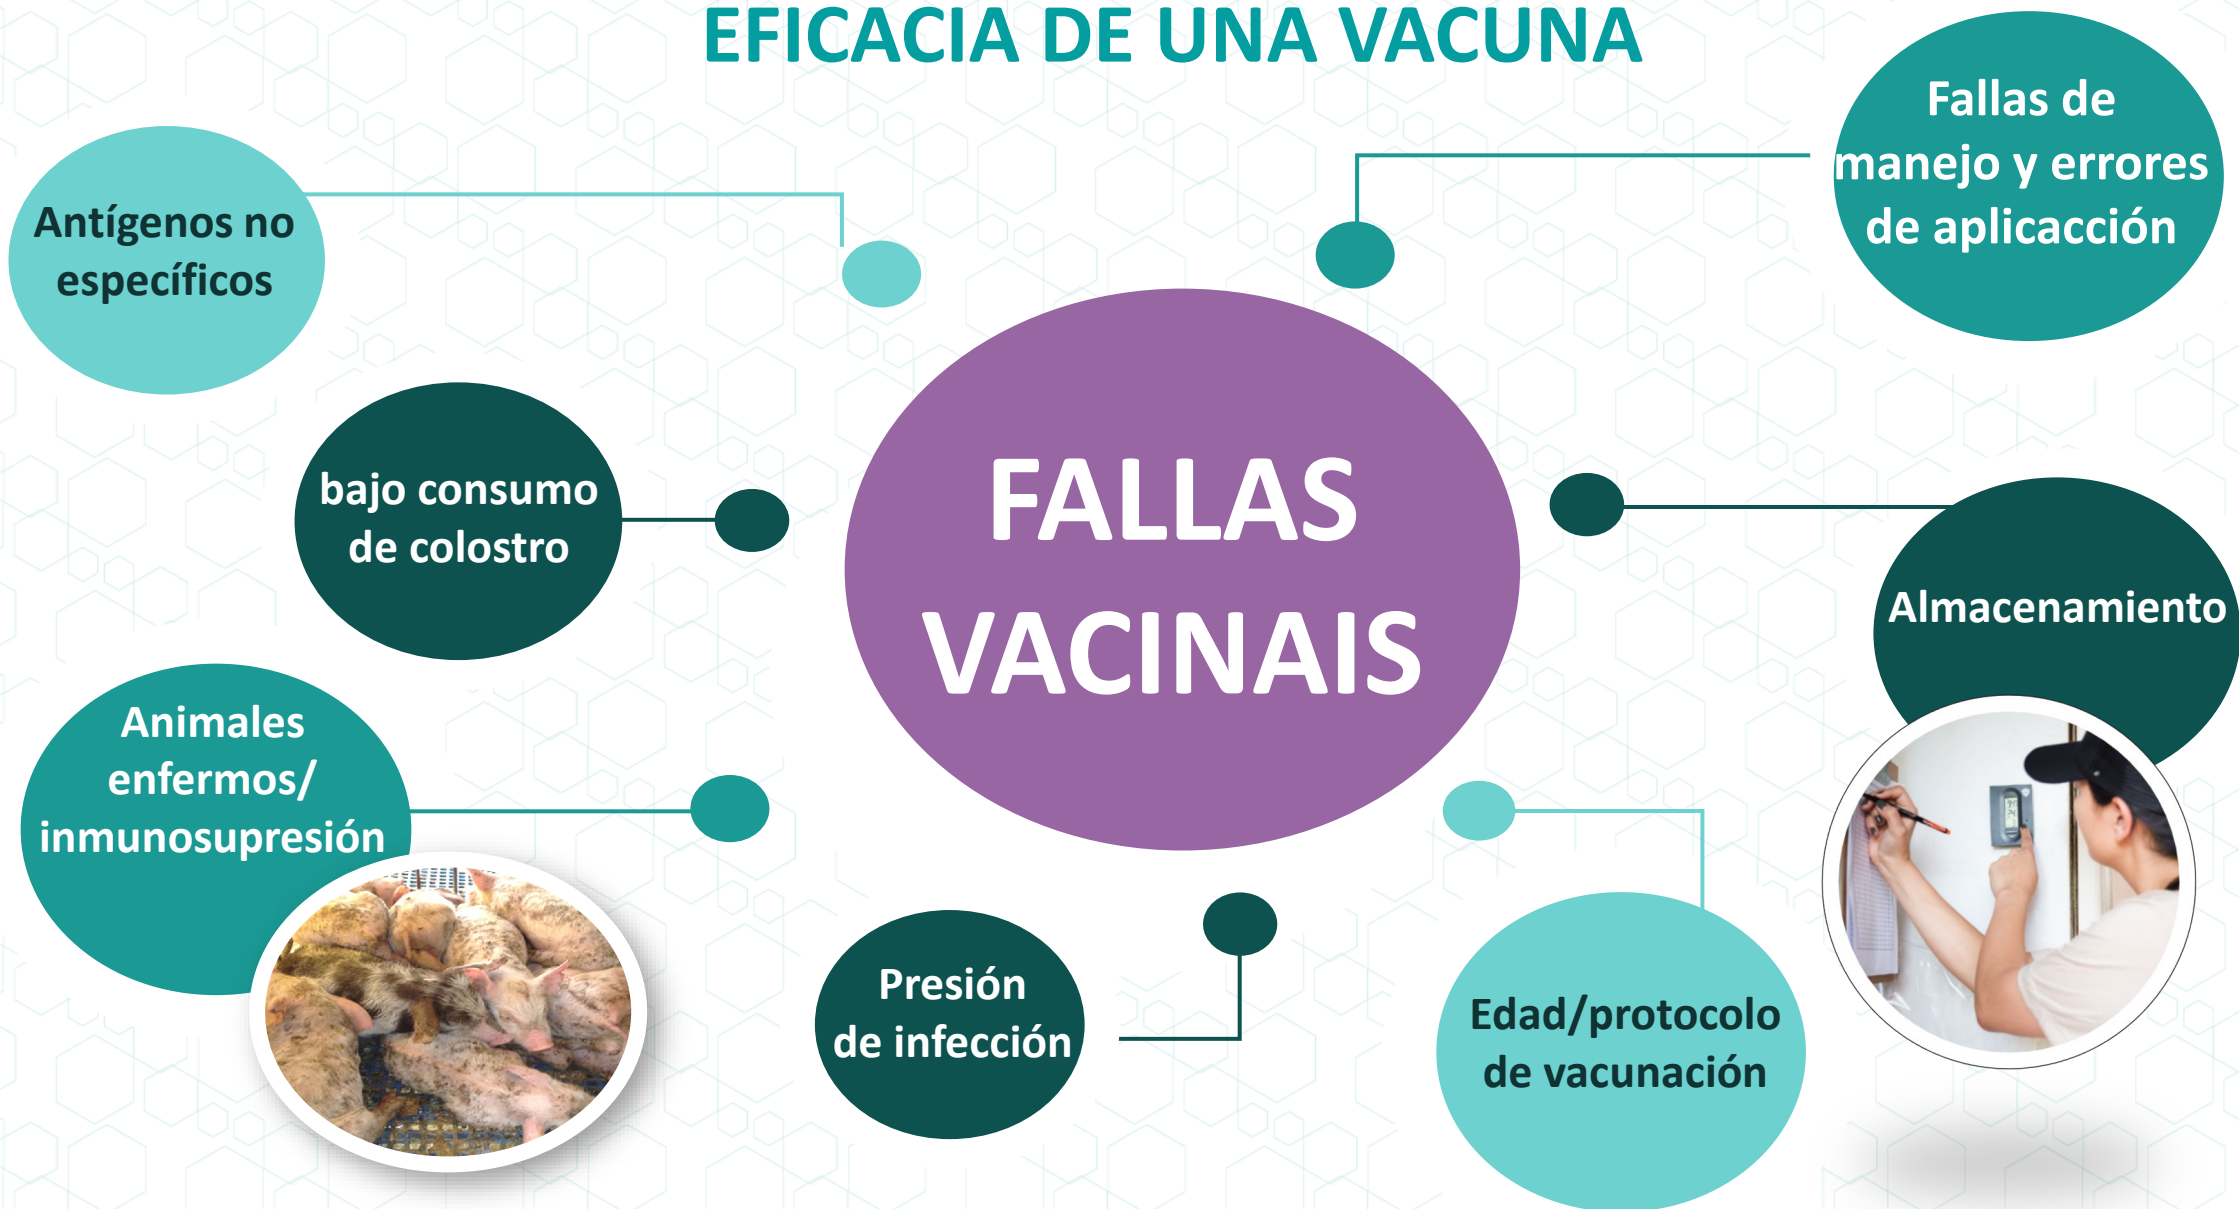 EFICACIA DE UNA VACUNA
Fallas de
manejo y errores
de aplicacción
Antígenos no
específicos
bajo consumo
de colostro
FALLAS
VACINAIS
Almacenamiento
Animales
enfermos/
inmunosupresión
Presión
de infección
Edad/protocolo
de vacunación